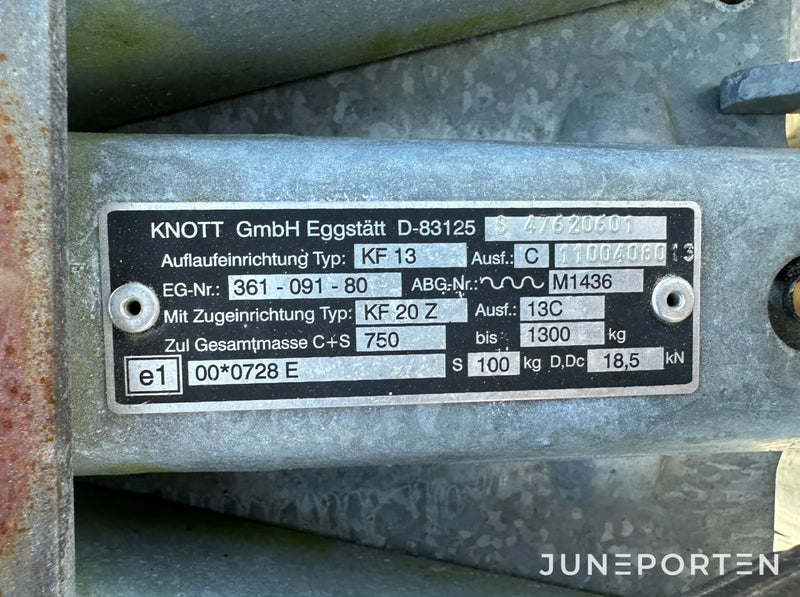 KNOTT GmbH Eggstätt D-83125 S 47620601
Auflaufeinrichtung Typ: KF 13 Ausf.: C 1100408013
EG-Nr.: 361 - 091 - 80 ABG-Nr.: M1436
Mit Zugeinrichtung Typ: KF 20 Z Ausf.: 13C
Zul Gesamtmasse C+S 750 bis 1300 kg
e1 00*0728 E S 100 kg D,Dc 18,5 kN
JUNEPORTEN